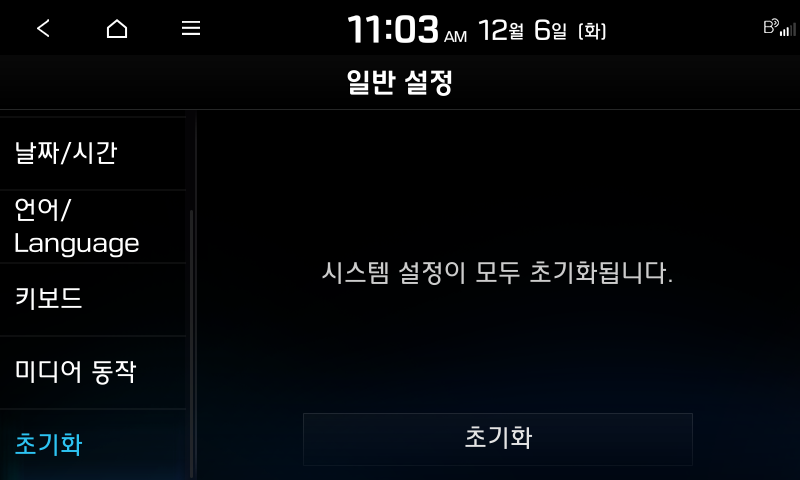 11:03 AM 12월 6일 (화)
B
일반 설정
날짜/시간
언어/
Language
키보드
미디어 동작
초기화
시스템 설정이 모두 초기화됩니다.
초기화